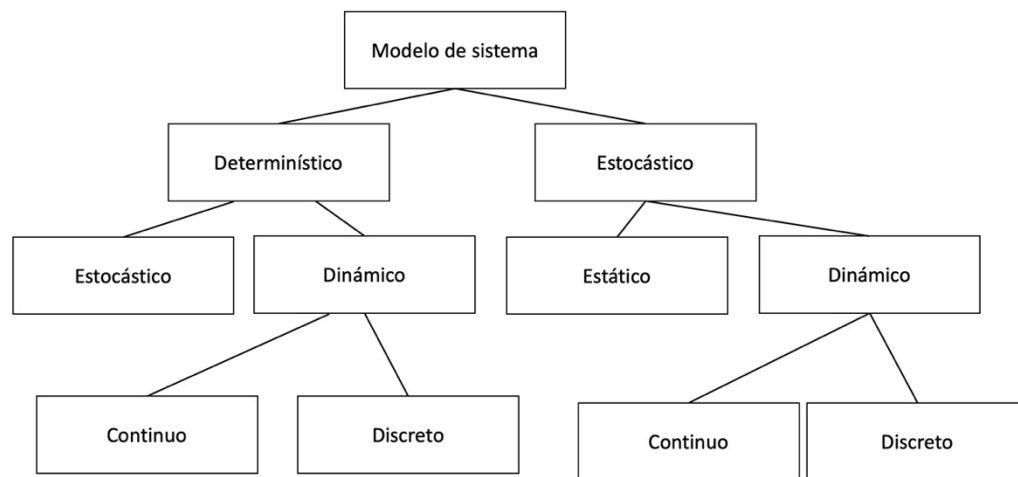 Modelo de sistema
Determinístico
Estocástico
Estocástico
Dinámico
Estático
Dinámico
Continuo
Discreto
Continuo
Discreto